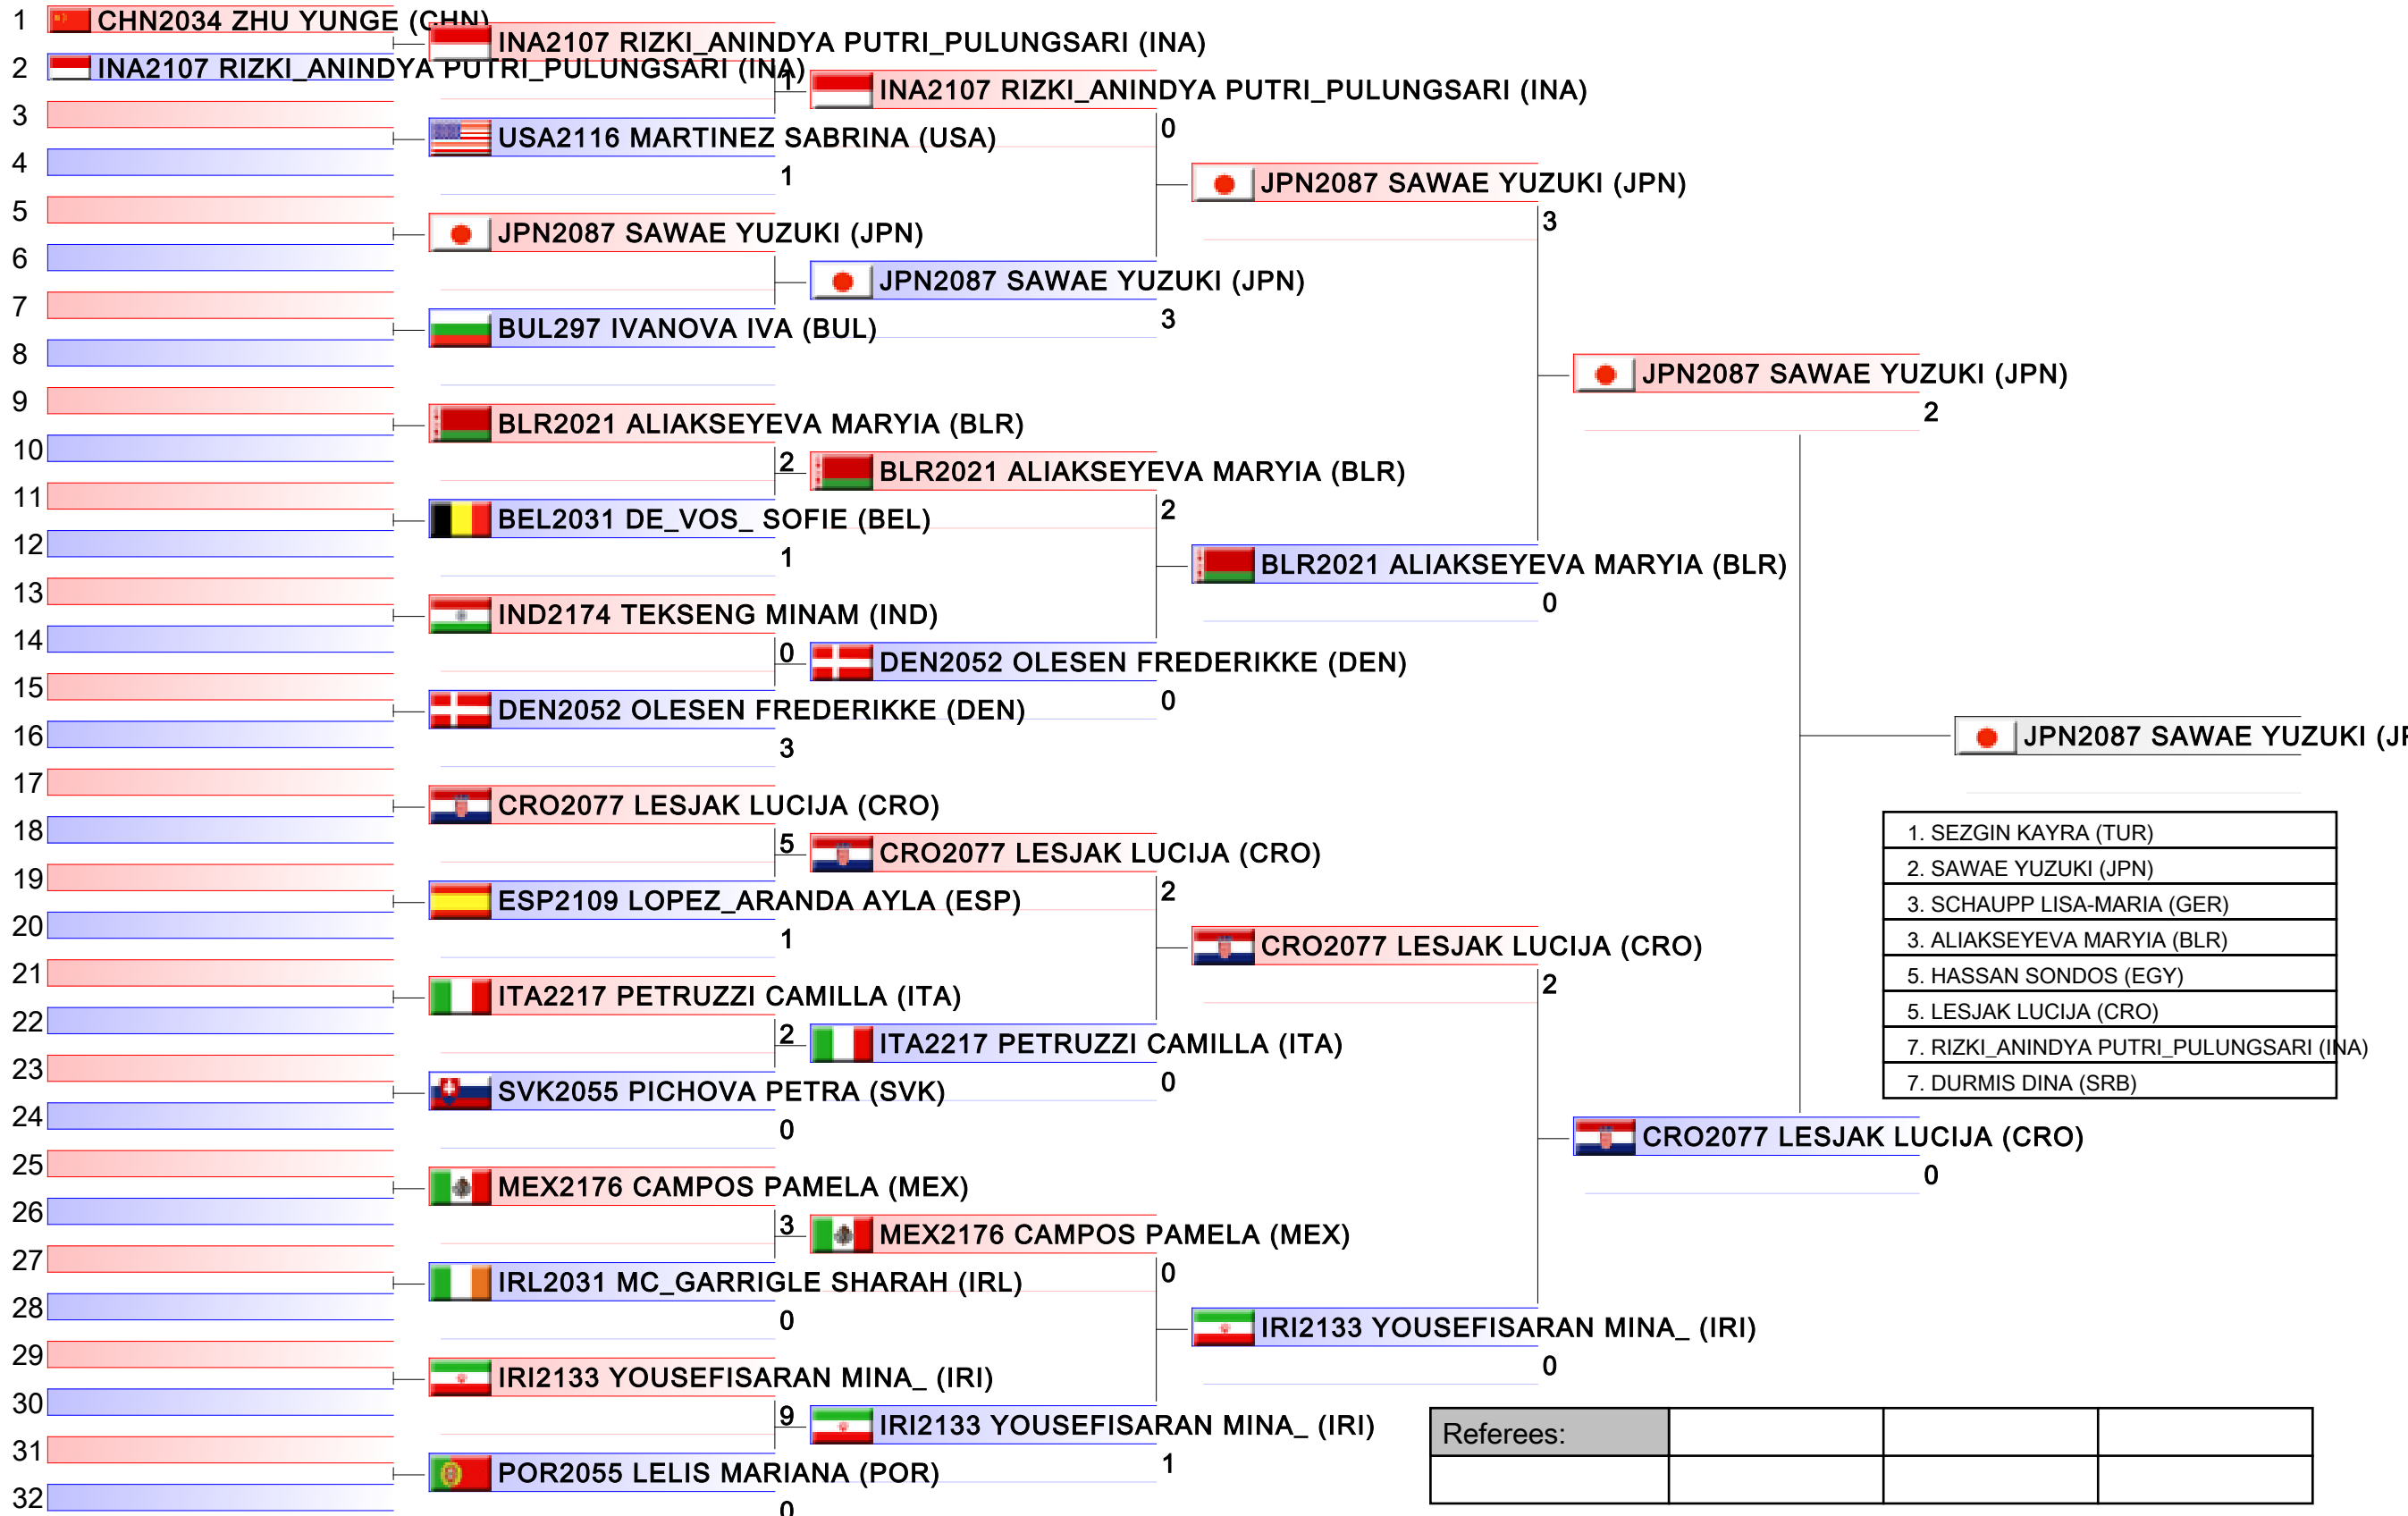 1 CHN2034 ZHU YUNGE (CHN)
INA2107 RIZKI_ANINDYA PUTRI_PULUNGSARI (INA)
2 INA2107 RIZKI_ANINDYA PUTRI_PULUNGSARI (INA)
1
INA2107 RIZKI_ANINDYA PUTRI_PULUNGSARI (INA)
0
3
USA2116 MARTINEZ SABRINA (USA)
1
4
JPN2087 SAWAE YUZUKI (JPN)
3
5
JPN2087 SAWAE YUZUKI (JPN)
6
JPN2087 SAWAE YUZUKI (JPN)
3
7
BUL297 IVANOVA IVA (BUL)
8
JPN2087 SAWAE YUZUKI (JPN)
2
9
BLR2021 ALIAKSEYEVA MARYIA (BLR)
2
10
BLR2021 ALIAKSEYEVA MARYIA (BLR)
2
11
BEL2031 DE_VOS_ SOFIE (BEL)
1
12
BLR2021 ALIAKSEYEVA MARYIA (BLR)
0
13
IND2174 TEKSENG MINAM (IND)
0
14
DEN2052 OLESEN FREDERIKKE (DEN)
0
15
DEN2052 OLESEN FREDERIKKE (DEN)
3
16
JPN2087 SAWAE YUZUKI
17
CRO2077 LESJAK LUCIJA (CRO)
5
18
CRO2077 LESJAK LUCIJA (CRO)
2
19
ESP2109 LOPEZ_ARANDA AYLA (ESP)
1
20
CRO2077 LESJAK LUCIJA (CRO)
2
21
ITA2217 PETRUZZI CAMILLA (ITA)
2
22
ITA2217 PETRUZZI CAMILLA (ITA)
0
23
SVK2055 PICHOVA PETRA (SVK)
0
24
CRO2077 LESJAK LUCIJA (CRO)
0
25
MEX2176 CAMPOS PAMELA (MEX)
3
26
MEX2176 CAMPOS PAMELA (MEX)
0
27
IRL2031 MC_GARRIGLE SHARAH (IRL)
0
28
IRI2133 YOUSEFISARAN MINA_ (IRI)
0
29
IRI2133 YOUSEFISARAN MINA_ (IRI)
9
30
IRI2133 YOUSEFISARAN MINA_ (IRI)
1
31
POR2055 LELIS MARIANA (POR)
0
32
1. SEZGIN KAYRA (TUR)
2. SAWAE YUZUKI (JPN)
3. SCHAUPP LISA-MARIA (GER)
3. ALIAKSEYEVA MARYIA (BLR)
5. HASSAN SONDOS (EGY)
5. LESJAK LUCIJA (CRO)
7. RIZKI_ANINDYA PUTRI_PULUNGSARI (INA)
7. DURMIS DINA (SRB)
Referees: